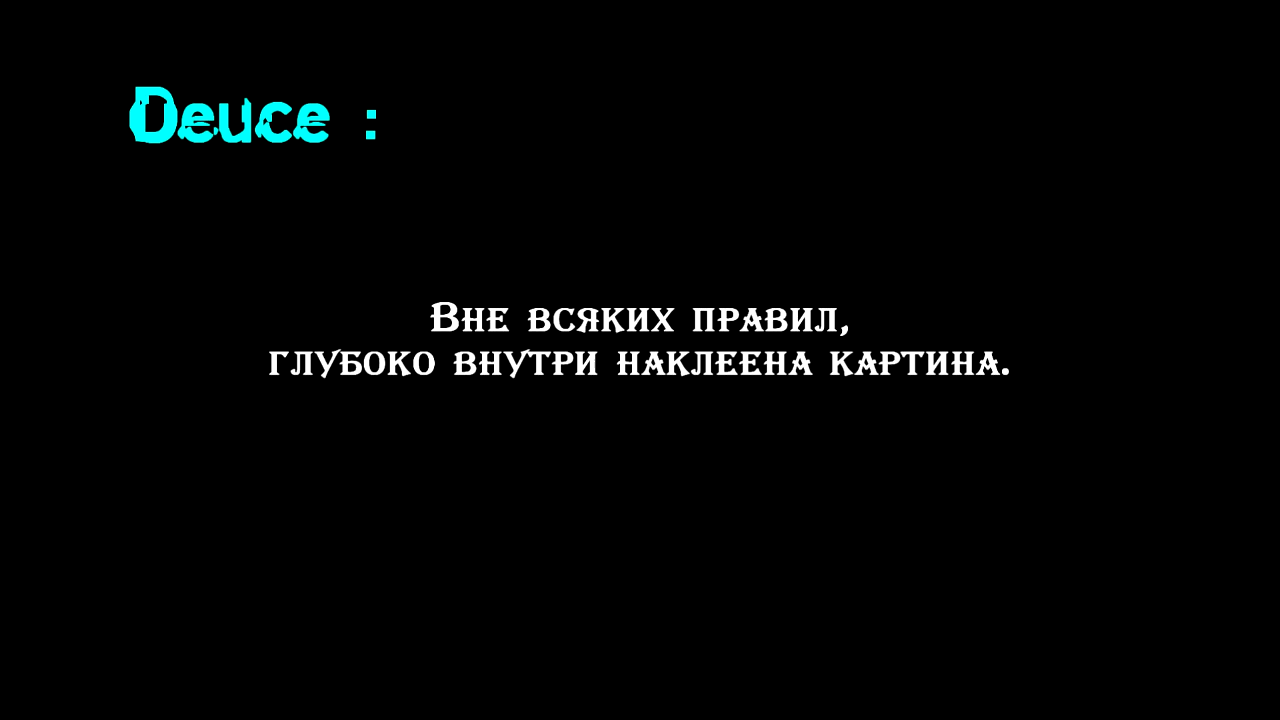 Deuce :
Вне всяких правил,
глубоко внутри наклеена картина.